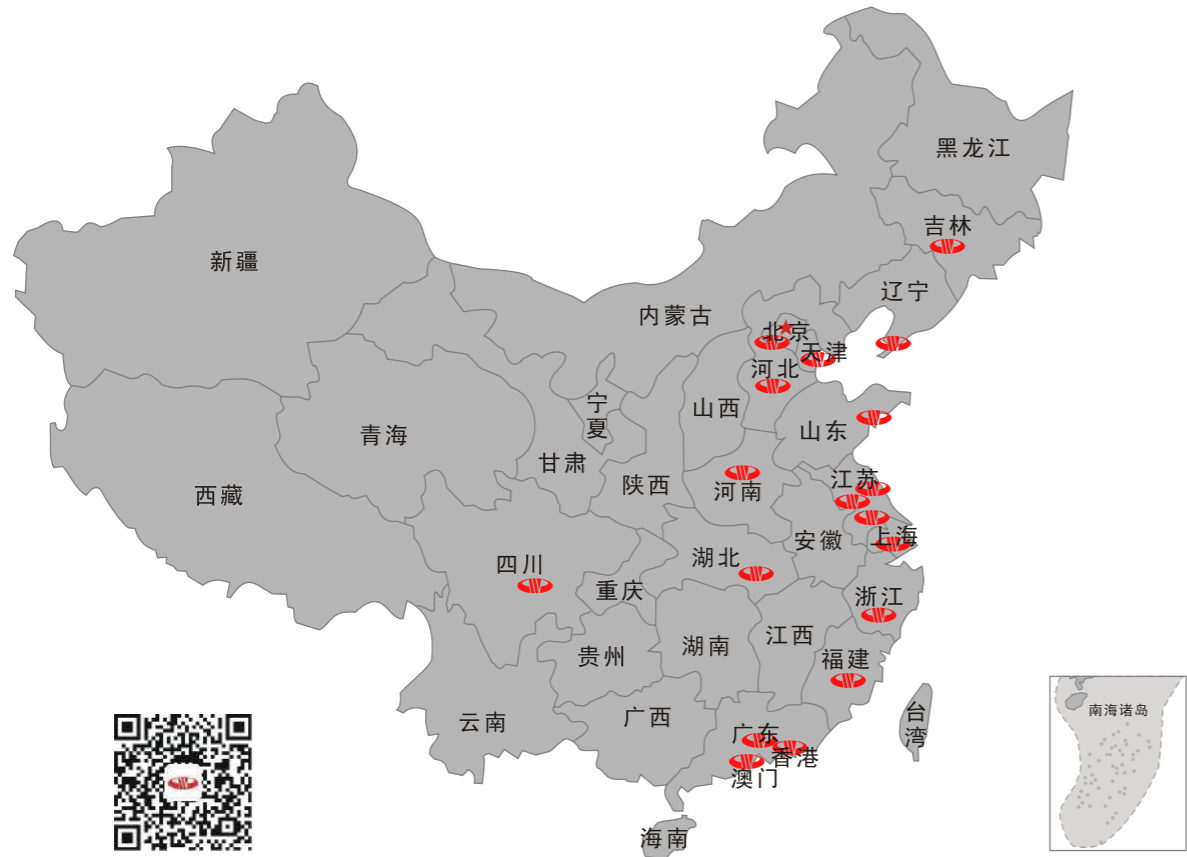 黑龙江
吉林
新疆
辽宁
内蒙古
北京
天津
河北
宁夏
山西
青海
山东
甘肃
江苏
陕西
河南
西藏
上海
安徽
湖北
四川
重庆
浙江
江西
湖南
贵州
福建
南海诸岛
广西
云南
台湾
广东
香港
澳门
海南